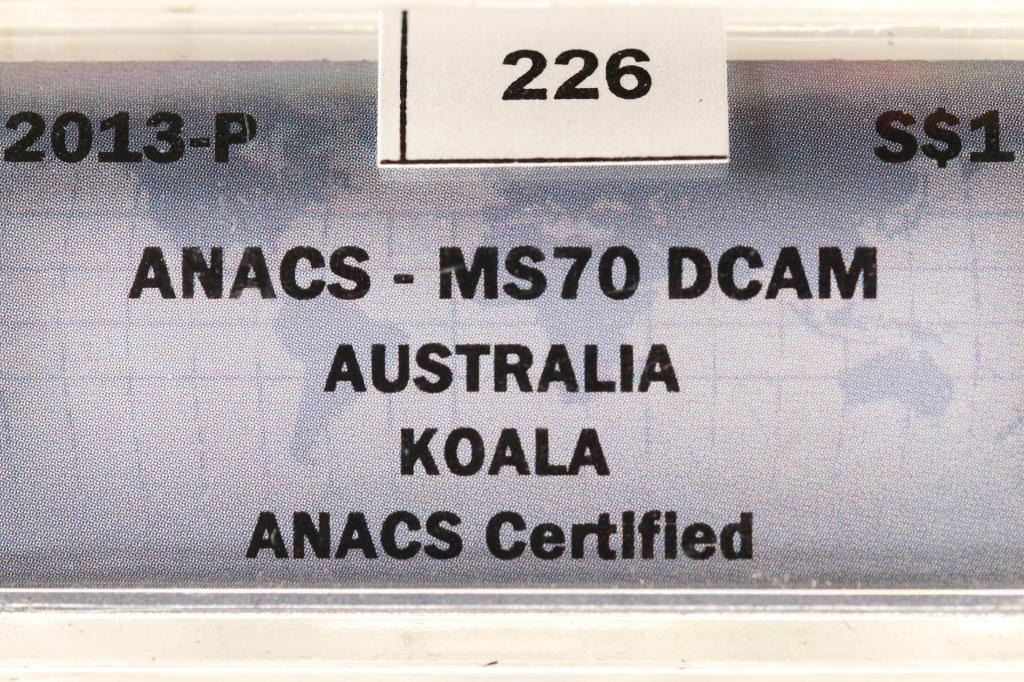 226
2013-P S$1
ANACS - MS70 DCAM
AUSTRALIA
KOALA
ANACS Certified